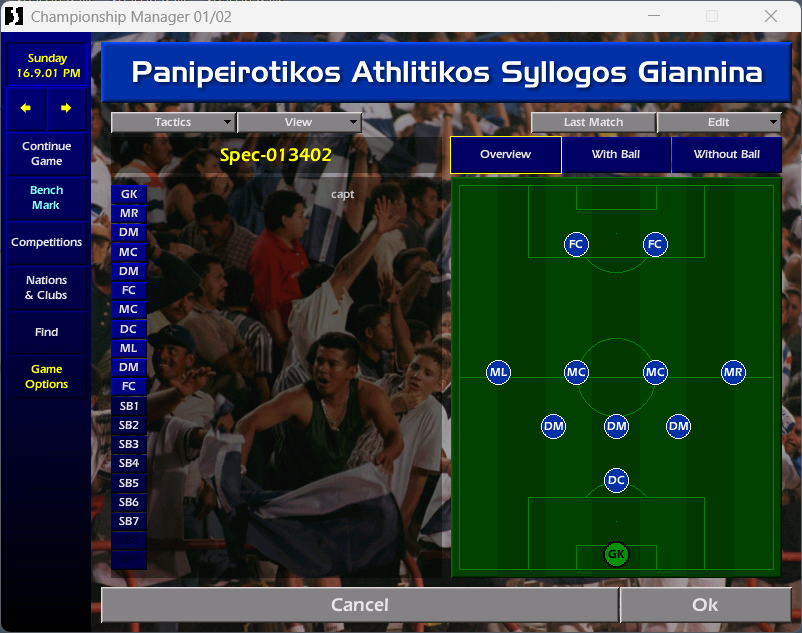 Championship Manager 01/02
Sunday
16.9.01 PM
Continue
Game
Bench
Mark
Competitions
Nations
& Clubs
Find
Game
Options
Panipeirotikos Athlitikos Syllogos Giannina
Tactics
View
Last Match
Edit
Spec-013402
Overview
With Ball
Without Ball
GK capt
MR
DM
MC
DM
FC
MC
DC
ML
DM
FC
SB1
SB2
SB3
SB4
SB5
SB6
SB7
FC FC
ML MC MC MR
DM DM DM
DC
GK
Cancel
Ok